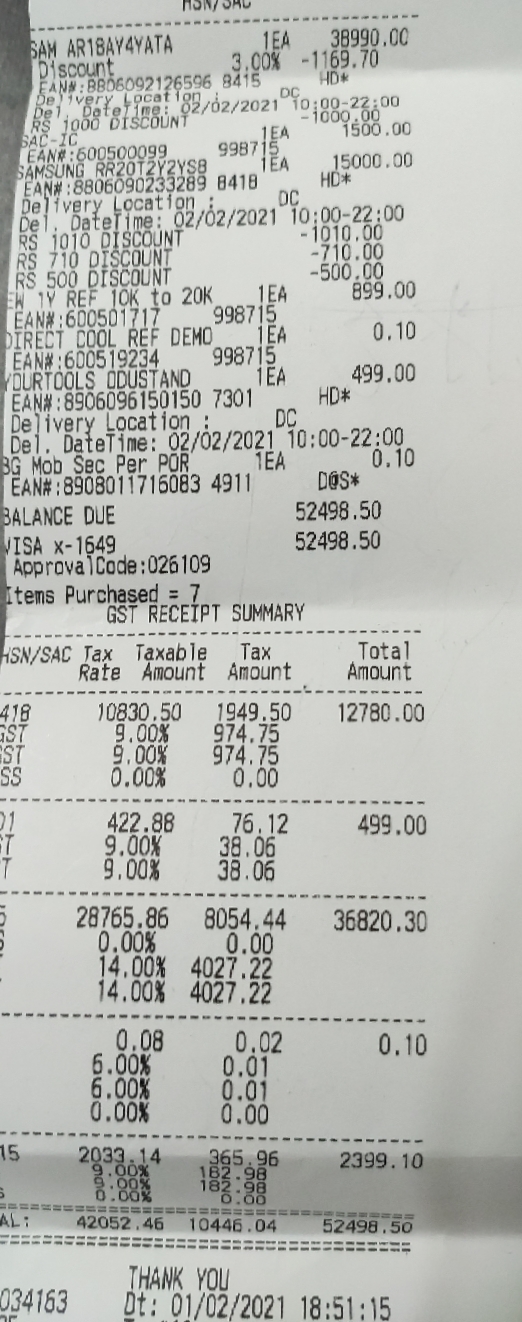 HSN/SAC
SAM AR18AY4YATA 1EA 38990.00
Discount 3.00% -1169.70
EAN#:8806092126596 8415 HD*
Delivery Location : DC
Del. DateTime: 02/02/2021 10:00-22:00
RS 1000 DISCOUNT -1000.00
SAC-IC 1EA 1500.00
EAN#:600500099 998715
SAMSUNG RR20T2Y2YS8 1EA 15000.00
EAN#:8806090233289 8418 HD*
Delivery Location : DC
Del. DateTime: 02/02/2021 10:00-22:00
RS 1010 DISCOUNT -1010.00
RS 710 DISCOUNT -710.00
RS 500 DISCOUNT -500.00
EW 1Y REF 10K to 20K 1EA 899.00
EAN#:600501717 998715
DIRECT COOL REF DEMO 1EA 0.10
EAN#:600519234 998715
YOURTOOLS ODUSTAND 1EA 499.00
EAN#:8906096150150 7301 HD*
Delivery Location : DC
Del. DateTime: 02/02/2021 10:00-22:00
BG Mob Sec Per POR 1EA 0.10
EAN#:8908011716083 4911 D@S*
BALANCE DUE 52498.50
VISA x-1649 52498.50
ApprovalCode:026109
Items Purchased = 7
GST RECEIPT SUMMARY
HSN/SAC Tax Taxable Tax Total
Rate Amount Amount Amount
418 10830.50 1949.50 12780.00
GST 9.00% 974.75
GST 9.00% 974.75
SS 0.00% 0.00
01 422.88 76.12 499.00
T 9.00% 38.06
T 9.00% 38.06
5 28765.86 8054.44 36820.30
0.00% 0.00
14.00% 4027.22
14.00% 4027.22
0.08 0.02 0.10
6.00% 0.01
6.00% 0.01
0.00% 0.00
15 2033.14 365.96 2399.10
9.00% 182.98
9.00% 182.98
S 0.00% 0.00
AL: 42052.46 10446.04 52498.50
THANK YOU
034163 Dt: 01/02/2021 18:51:15